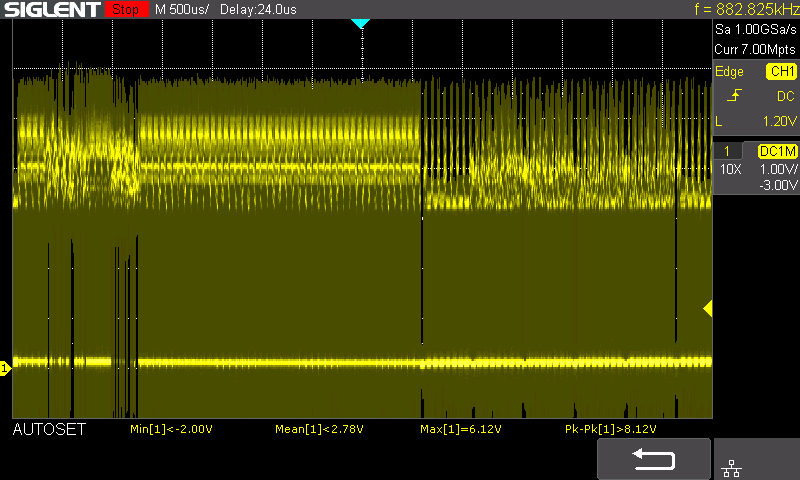 SIGLENT Stop M 500us/ Delay:24.0us f = 882.825kHz
Sa 1.00GSa/s
Curr 7.00Mpts
Edge CH1
DC
L 1.20V
1 DC1M
10X 1.00V/
-3.00V
1
AUTOSET Min[1]<-2.00V Mean[1]<2.78V Max[1]=6.12V Pk-Pk[1]>8.12V